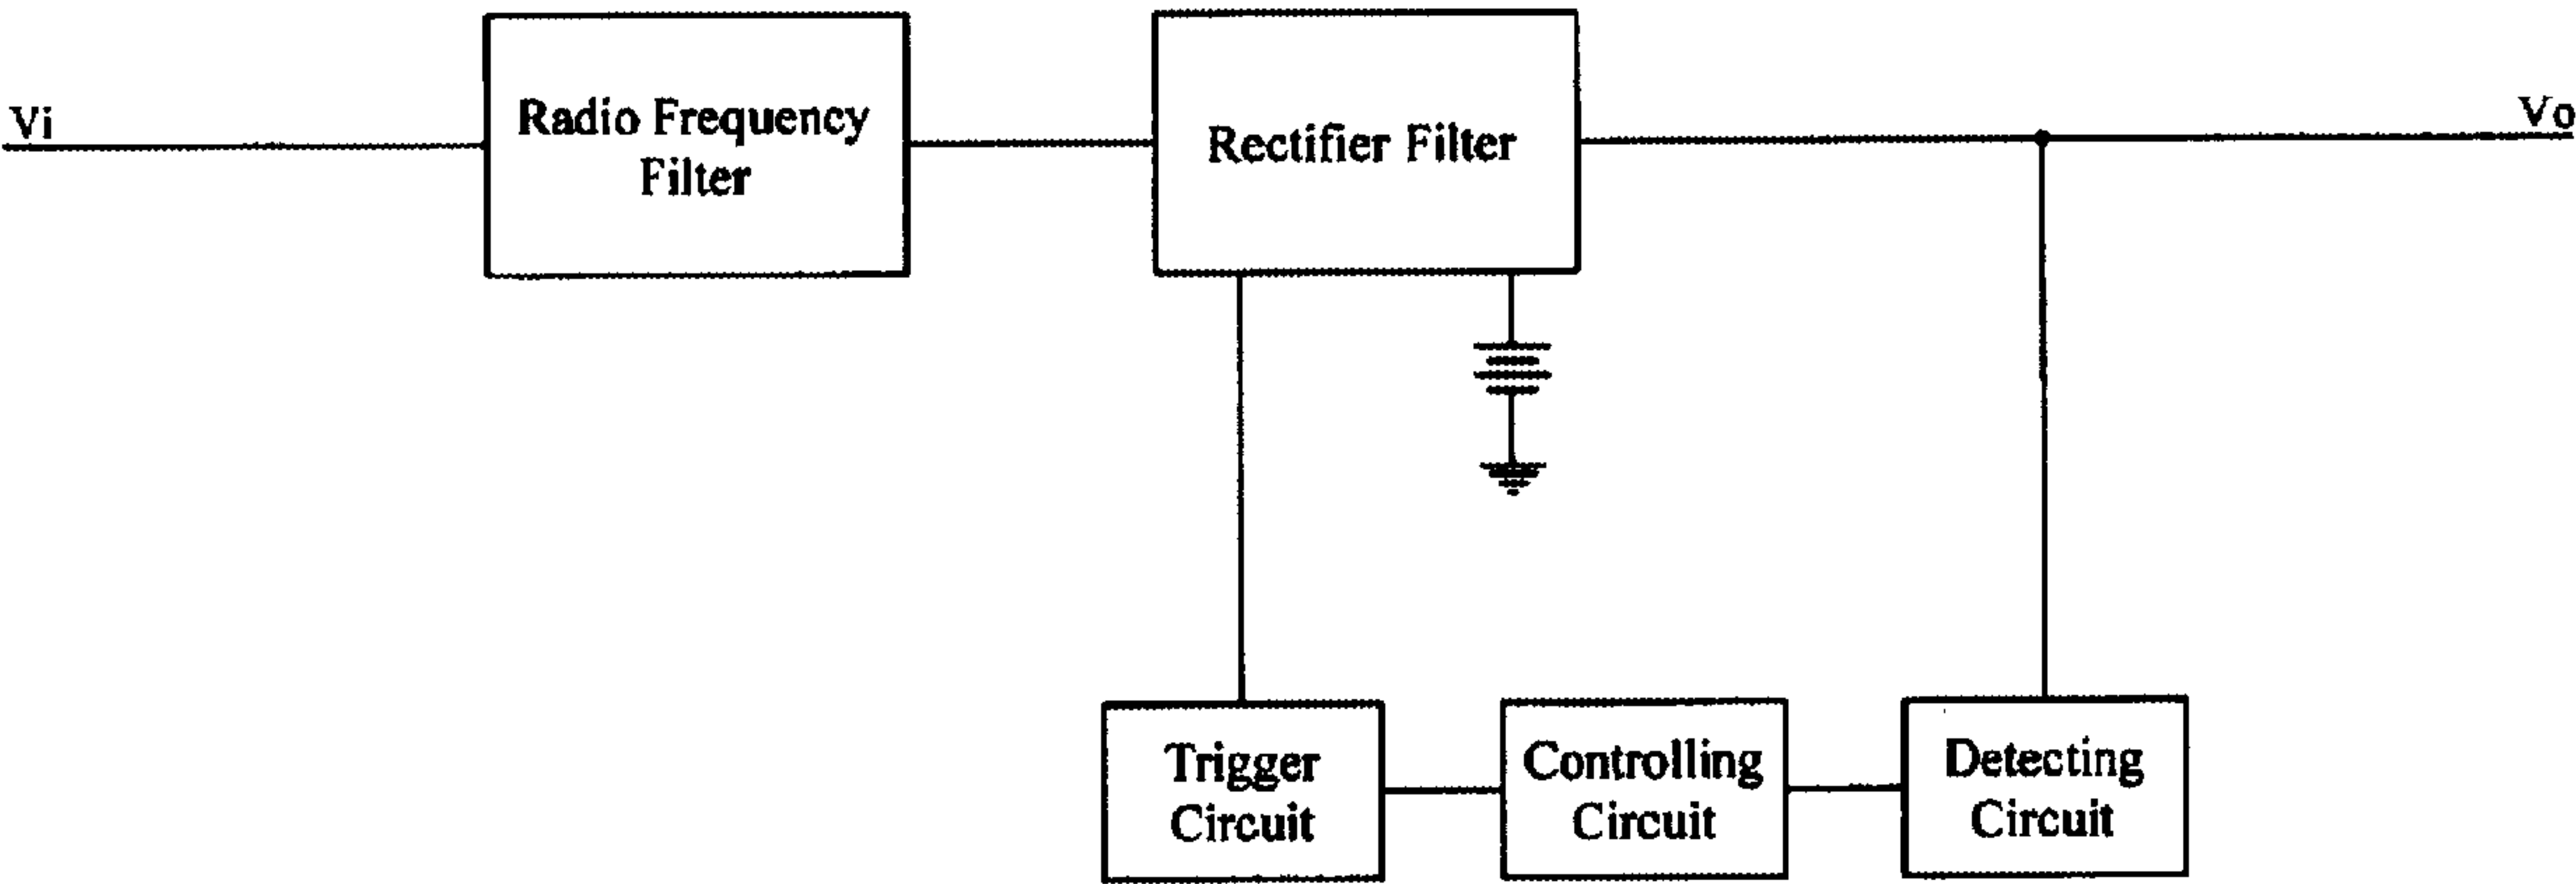 Vi
Radio Frequency
Filter
Rectifier Filter
Vo
Trigger
Circuit
Controlling
Circuit
Detecting
Circuit